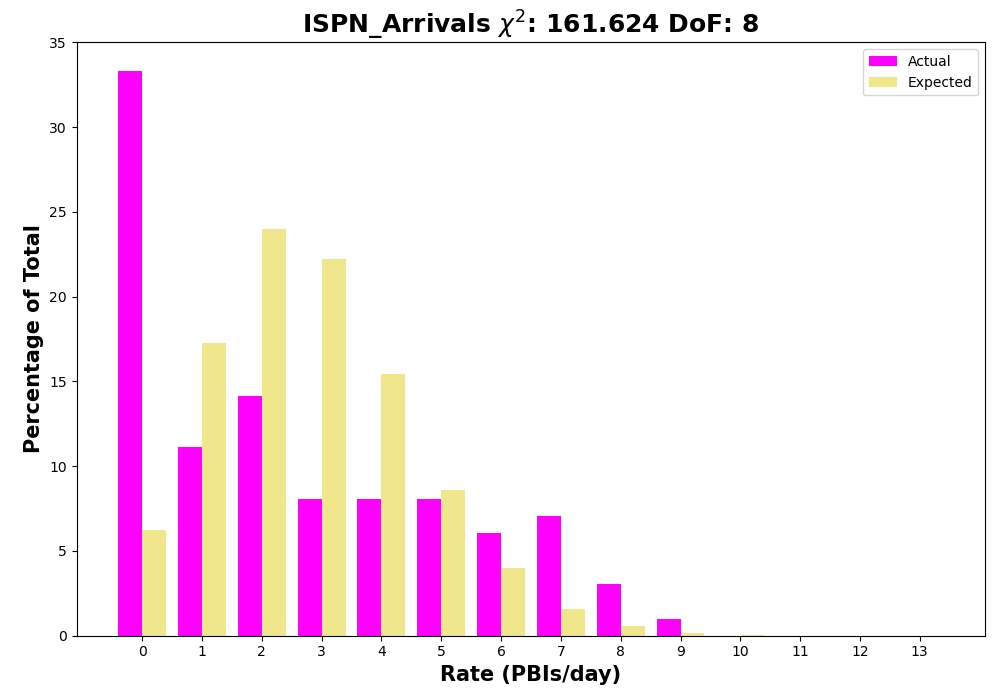 ISPN_Arrivals χ²: 161.624 DoF: 8
Actual
Expected
35
30
25
20
15
10
5
0
Percentage of Total
0 1 2 3 4 5 6 7 8 9 10 11 12 13
Rate (PBIs/day)